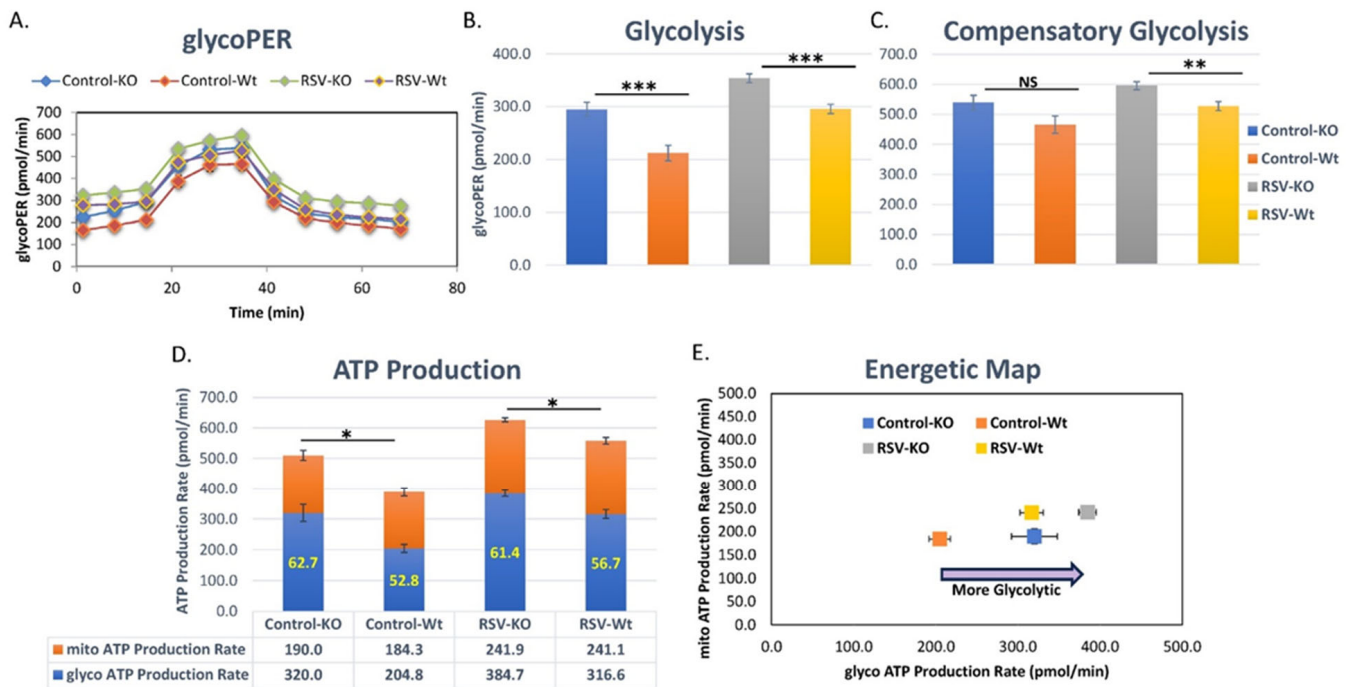 A.
glycoPER
Control-KO Control-Wt RSV-KO RSV-Wt
glycoPER (pmol/min)
700
600
500
400
300
200
100
0
0 20 40 60 80
Time (min)
B.
Glycolysis
glycoPER (pmol/min)
400.0
300.0
200.0
100.0
0.0
***
***
C.
Compensatory Glycolysis
700.0
600.0
500.0
400.0
300.0
200.0
100.0
0.0
NS
**
Control-KO
Control-Wt
RSV-KO
RSV-Wt
D.
ATP Production
ATP Production Rate (pmol/min)
700.0
600.0
500.0
400.0
300.0
200.0
100.0
0.0
*
*
62.7 52.8 61.4 56.7
Control-KO Control-Wt RSV-KO RSV-Wt
mito ATP Production Rate 190.0 184.3 241.9 241.1
glyco ATP Production Rate 320.0 204.8 384.7 316.6
E.
Energetic Map
mito ATP Production Rate (pmol/min)
500.0
450.0
400.0
350.0
300.0
250.0
200.0
150.0
100.0
50.0
0.0
Control-KO Control-Wt
RSV-KO RSV-Wt
More Glycolytic
0.0 100.0 200.0 300.0 400.0 500.0
glyco ATP Production Rate (pmol/min)